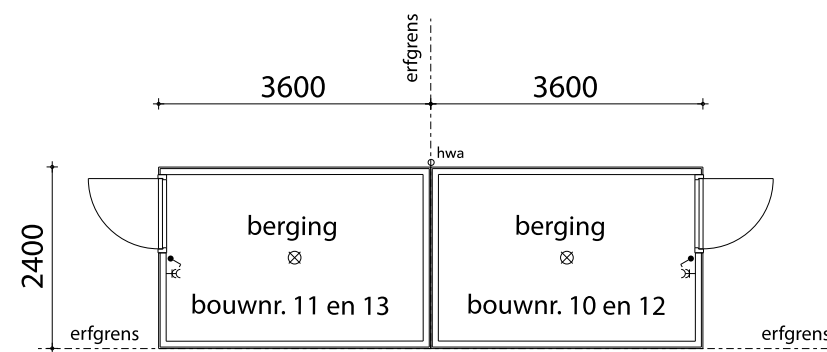 erfgrens
3600
3600
hwa
2400
berging
berging
bouwnr. 11 en 13
bouwnr. 10 en 12
erfgrens
erfgrens